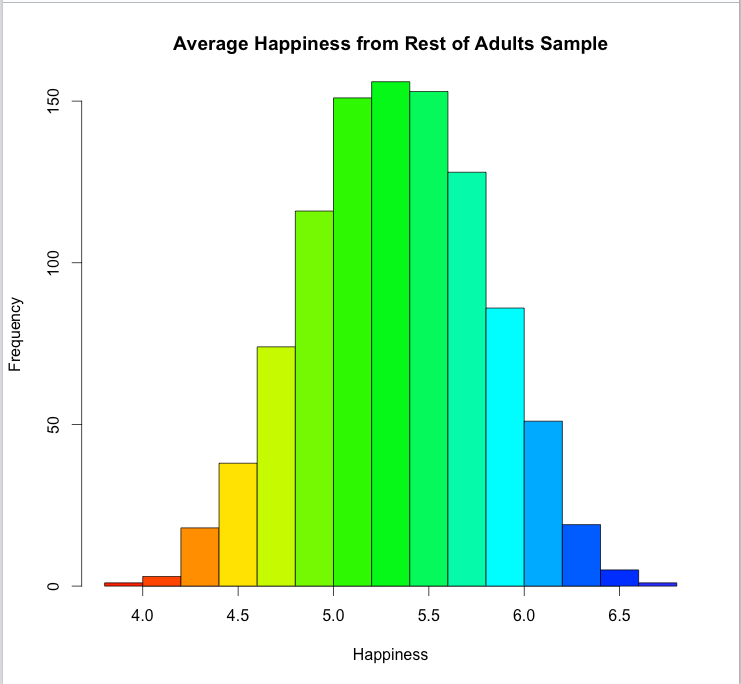 Average Happiness from Rest of Adults Sample
150
100
50
0
Frequency
4.0 4.5 5.0 5.5 6.0 6.5
Happiness